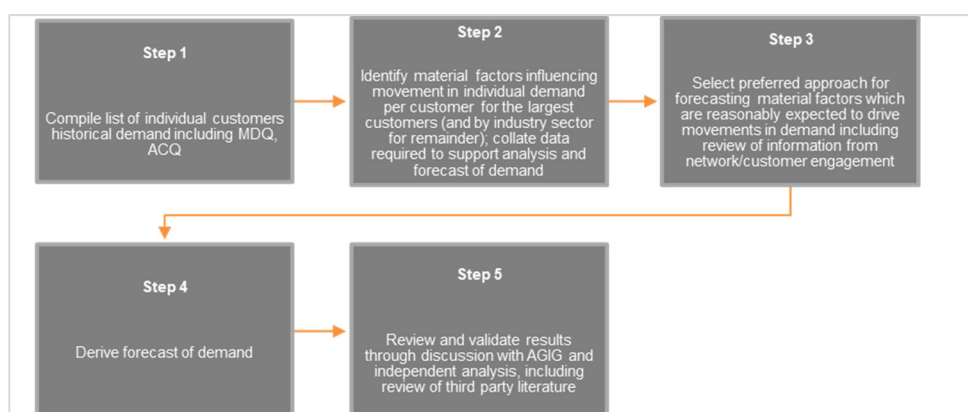 Step 1
Compile list of individual customers
historical demand including MDQ,
ACQ
Step 2
Identify material factors influencing
movement in individual demand
per customer for the largest
customers (and by industry sector
for remainder); collate data
required to support analysis and
forecast of demand
Step 3
Select preferred approach for
forecasting material factors which
are reasonably expected to drive
movements in demand including
review of information from
network/customer engagement
Step 4
Derive forecast of demand
Step 5
Review and validate results
through discussion with AGIG and
independent analysis, including
review of third party literature